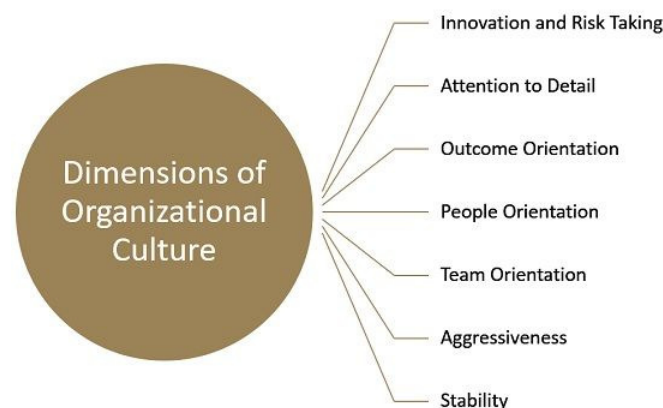 Dimensions of
Organizational
Culture
Innovation and Risk Taking
Attention to Detail
Outcome Orientation
People Orientation
Team Orientation
Aggressiveness
Stability